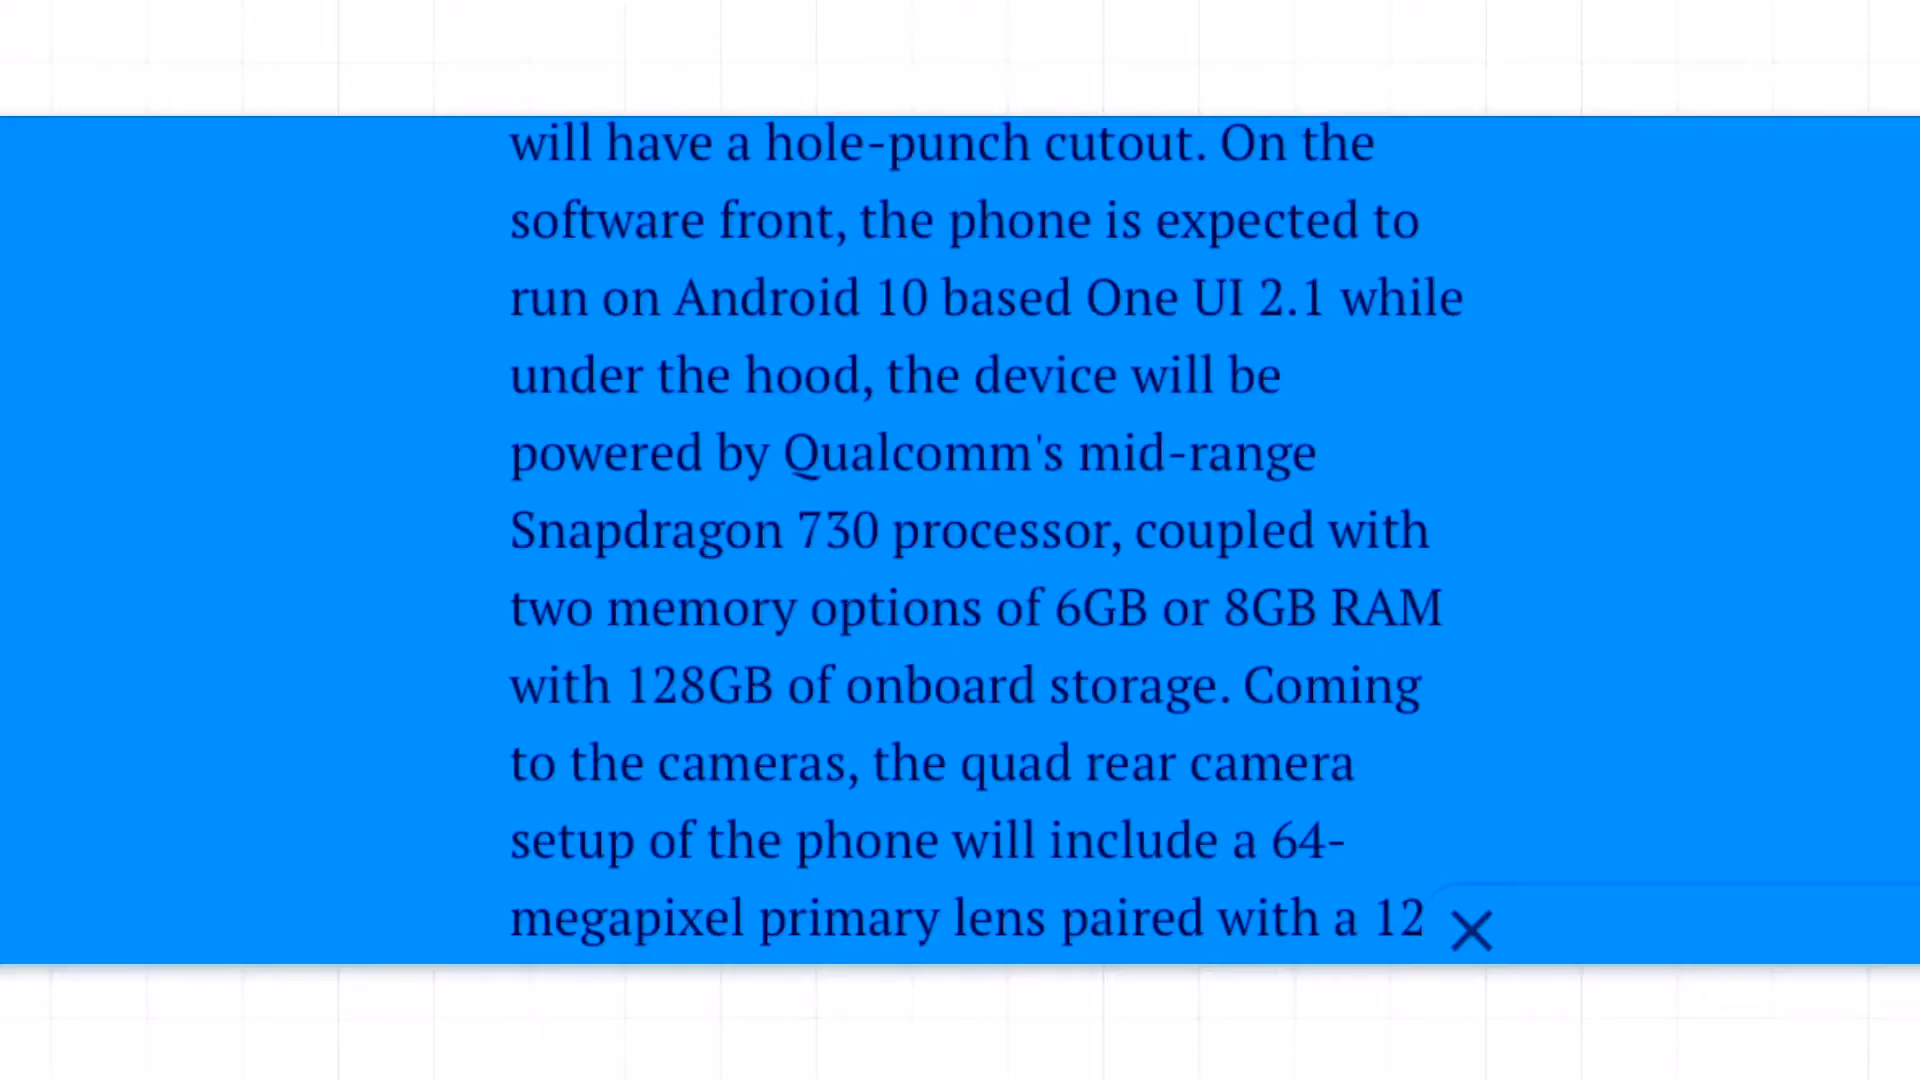 will have a hole-punch cutout. On the
software front, the phone is expected to
run on Android 10 based One UI 2.1 while
under the hood, the device will be
powered by Qualcomm's mid-range
Snapdragon 730 processor, coupled with
two memory options of 6GB or 8GB RAM
with 128GB of onboard storage. Coming
to the cameras, the quad rear camera
setup of the phone will include a 64-
megapixel primary lens paired with a 12